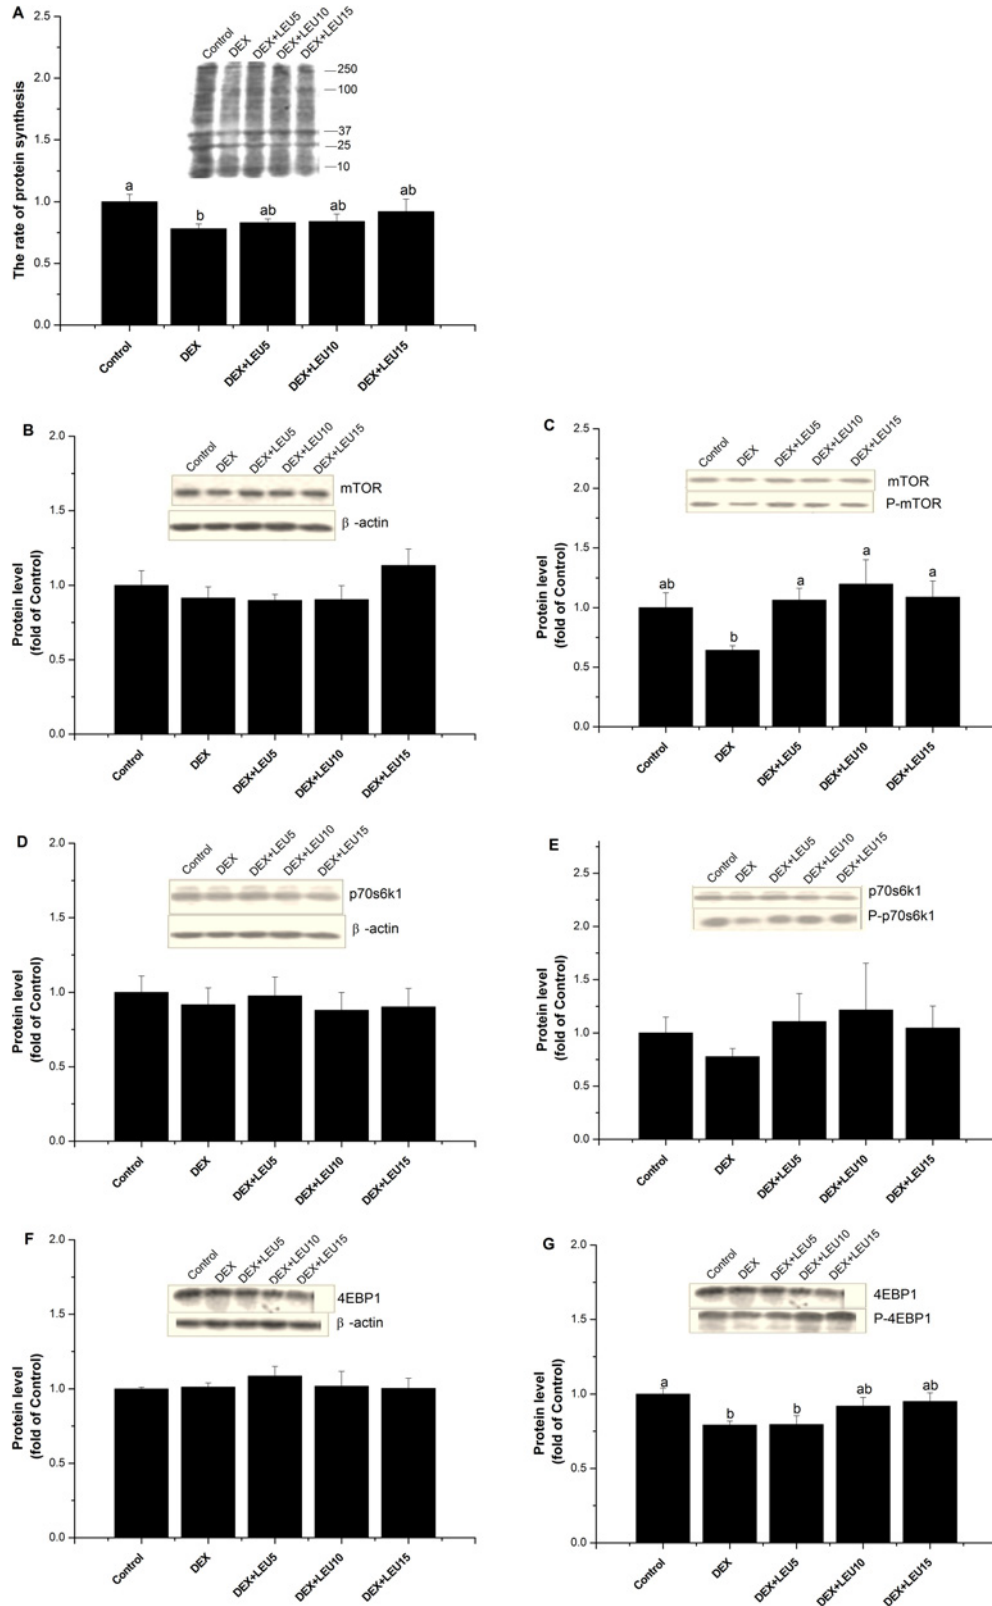 A
Control DEX DEX+LEU5 DEX+LEU10 DEX+LEU15
250
100
37
25
10
The rate of protein synthesis
2.5
2.0
1.5
1.0
0.5
0.0
a b ab ab ab
Control DEX DEX+LEU5 DEX+LEU10 DEX+LEU15
B
Control DEX DEX+LEU5 DEX+LEU10 DEX+LEU15
mTOR
β -actin
Protein level
(fold of Control)
2.0
1.5
1.0
0.5
0.0
Control DEX DEX+LEU5 DEX+LEU10 DEX+LEU15
C
Control DEX DEX+LEU5 DEX+LEU10 DEX+LEU15
mTOR
P-mTOR
Protein level
(fold of Control)
2.5
2.0
1.5
1.0
0.5
0.0
ab b a a a
Control DEX DEX+LEU5 DEX+LEU10 DEX+LEU15
D
Control DEX DEX+LEU5 DEX+LEU10 DEX+LEU15
p70s6k1
β -actin
Protein level
(fold of Control)
2.0
1.5
1.0
0.5
0.0
Control DEX DEX+LEU5 DEX+LEU10 DEX+LEU15
E
Control DEX DEX+LEU5 DEX+LEU10 DEX+LEU15
p70s6k1
P-p70s6k1
Protein level
(fold of Control)
2.5
2.0
1.5
1.0
0.5
0.0
Control DEX DEX+LEU5 DEX+LEU10 DEX+LEU15
F
Control DEX DEX+LEU5 DEX+LEU10 DEX+LEU15
4EBP1
β -actin
Protein level
(fold of Control)
2.0
1.5
1.0
0.5
0.0
Control DEX DEX+LEU5 DEX+LEU10 DEX+LEU15
G
Control DEX DEX+LEU5 DEX+LEU10 DEX+LEU15
4EBP1
P-4EBP1
Protein level
(fold of Control)
2.0
1.5
1.0
0.5
0.0
a b b ab ab
Control DEX DEX+LEU5 DEX+LEU10 DEX+LEU15